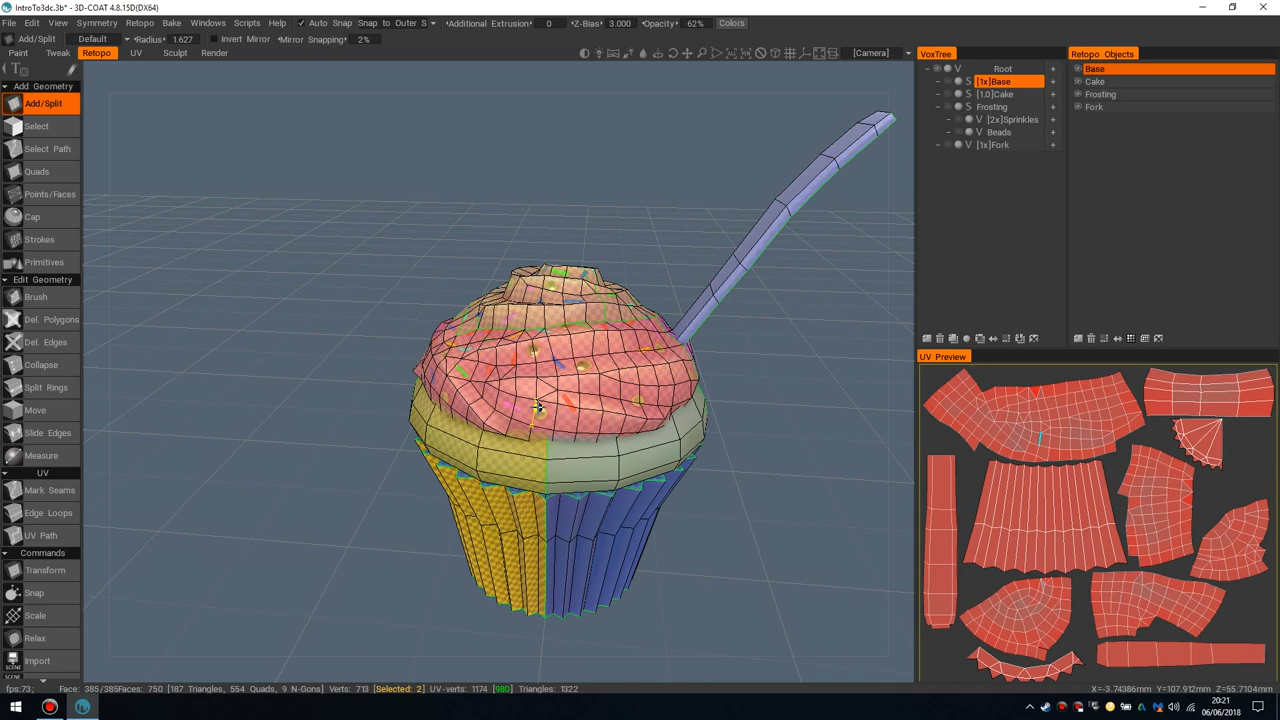 IntroTo3dc.3b* - 3D-COAT 4.8.15D(DX64)
File Edit View Symmetry Retopo Bake Windows Scripts Help Auto Snap Snap to Outer S Additional Extrusion 0 Z-Bias 3.000 Opacity 62% Colors
Add/Split Default Radius 1.627 Invert Mirror Mirror Snapping 2%
Paint Tweak Retopo UV Sculpt Render [Camera] VoxTree Retopo Objects
Add Geometry
Add/Split
Select
Select Path
Quads
Points/Faces
Cap
Strokes
Primitives
Edit Geometry
Brush
Del. Polygons
Del. Edges
Collapse
Split Rings
Move
Slide Edges
Measure
UV
Mark Seams
Edge Loops
UV Path
Commands
Transform
Snap
Scale
Relax
SCENE Import
SCENE
V Root
S [1x]Base
S [1.0]Cake
S Frosting
V [2x]Sprinkles
V Beads
V [1x]Fork
Base
Cake
Frosting
Fork
UV Preview
fps:73; Face: 385/385Faces: 750 [187 Triangles, 554 Quads, 9 N-Gons] Verts: 713 [Selected: 2] UV-verts: 1174 [980] Triangles: 1322 X=-3.74386m Y=107.912m Z=55.7104m
20:21
06/06/2018